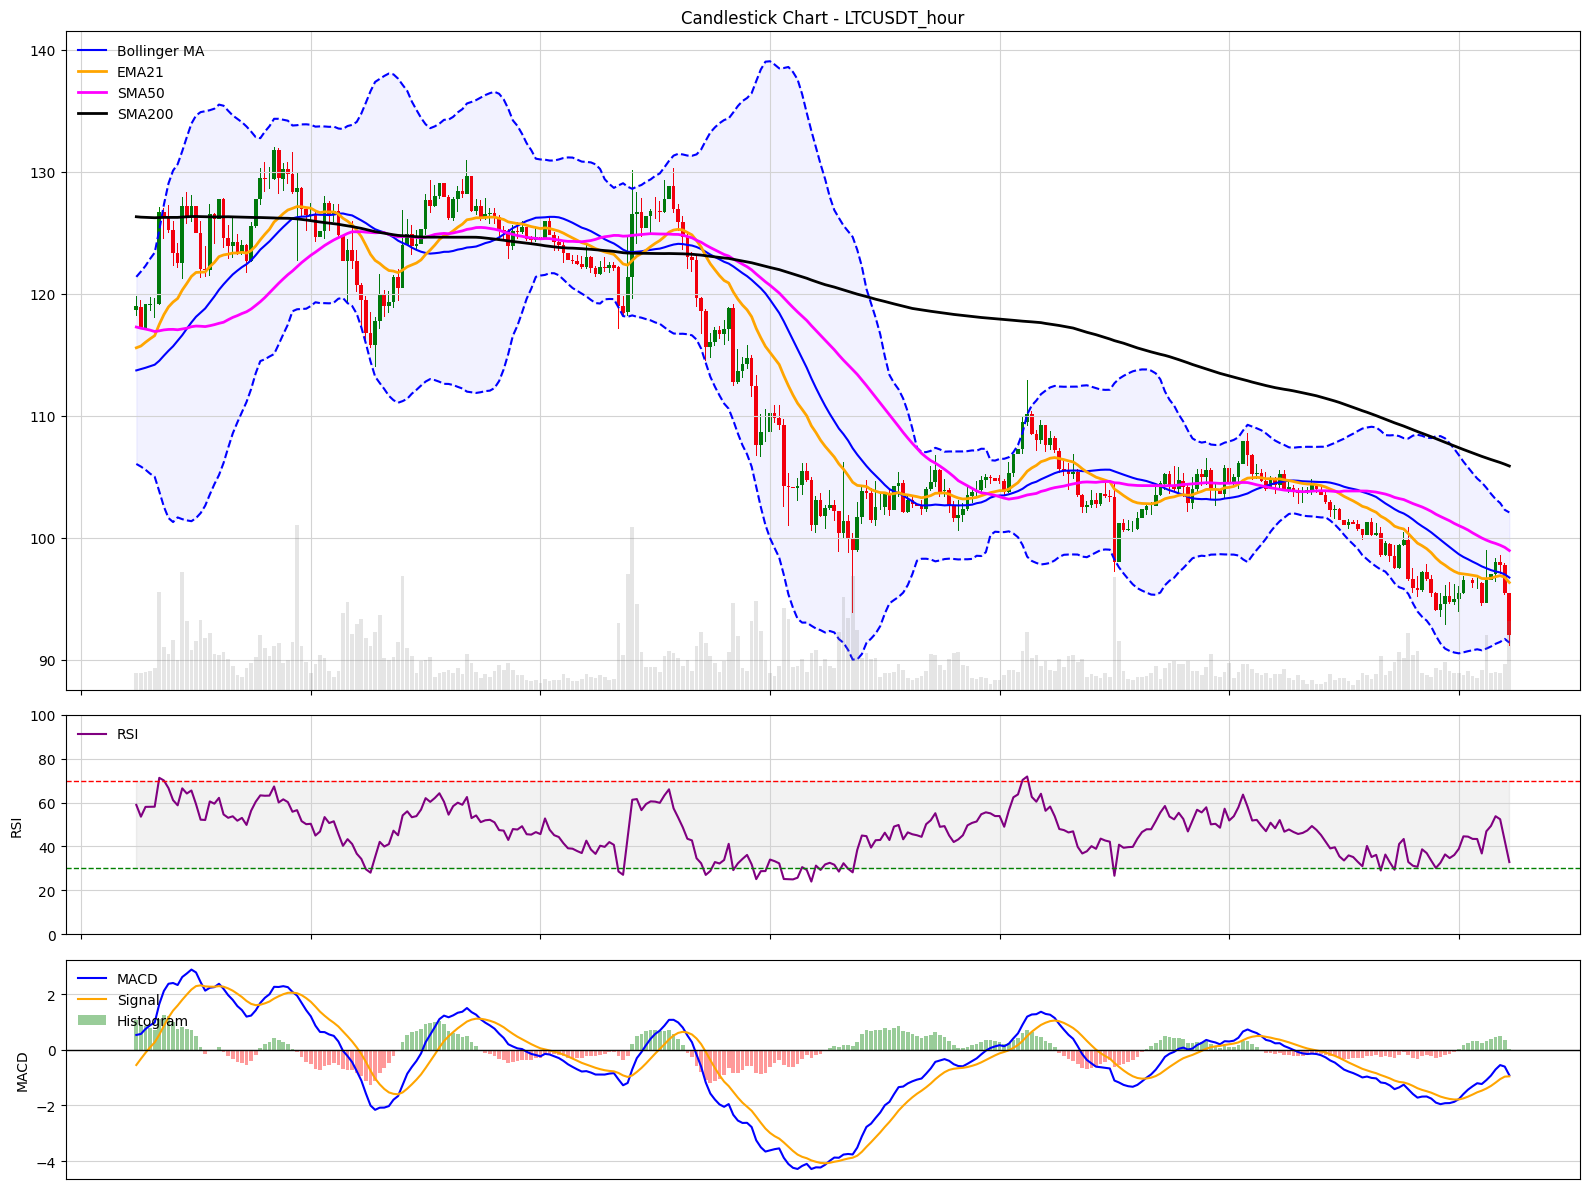 Candlestick Chart - LTCUSDT_hour
Bollinger MA
EMA21
SMA50
SMA200
140
130
120
110
100
90
RSI
100
80
60
40
20
0
RSI
MACD
Signal
Histogram
2
0
−2
−4
MACD